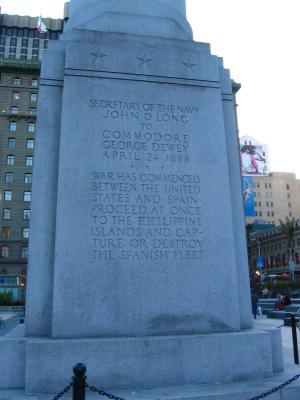 SECRETARY OF THE NAVY
JOHN D LONG
TO
COMMODORE
GEORGE DEWEY
APRIL 24 1898
WAR HAS COMMENCED
BETWEEN THE UNITED
STATES AND SPAIN·
PROCEED AT ONCE
TO THE PHILIPPINE
ISLANDS AND CAP-
TURE OR DESTROY
THE SPANISH FLEET